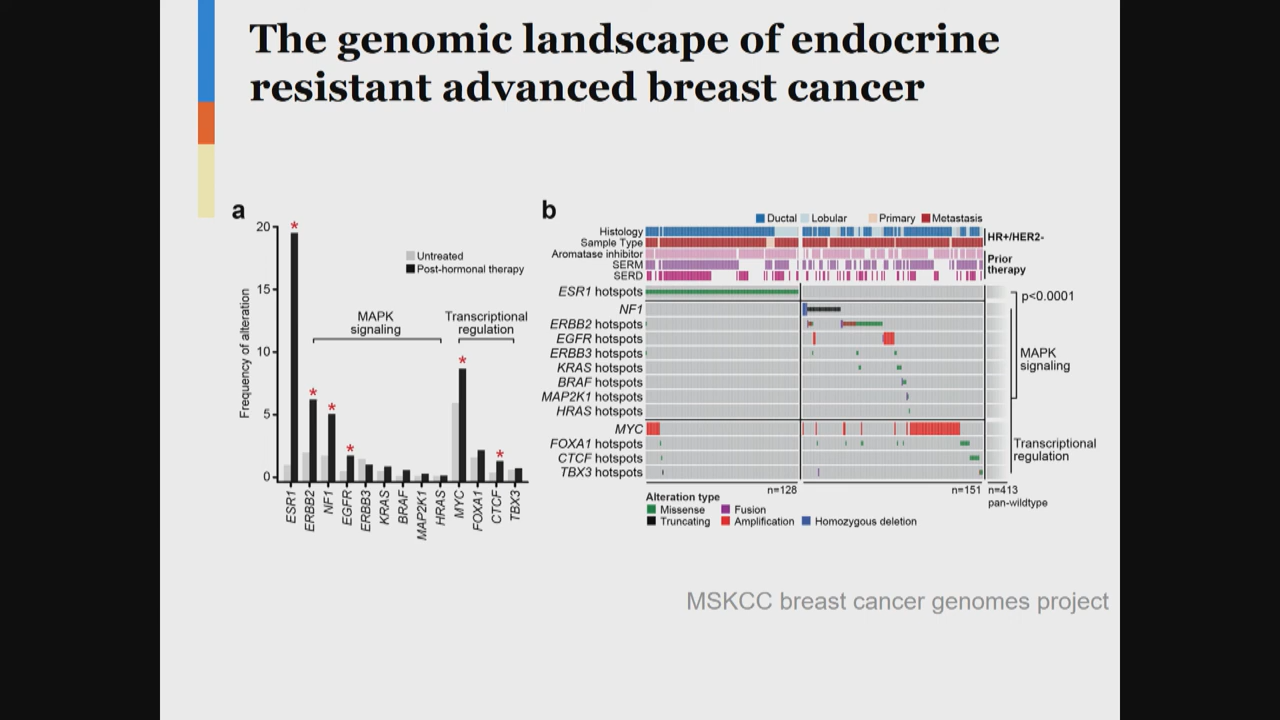 The genomic landscape of endocrine
resistant advanced breast cancer
a
20
15
10
5
0
Frequency of alteration
Untreated
Post-hormonal therapy
MAPK
signaling
Transcriptional
regulation
*
*
*
*
*
*
ESR1
ERBB2
NF1
EGFR
ERBB3
KRAS
BRAF
MAP2K1
HRAS
MYC
FOXA1
CTCF
TBX3
b
Ductal Lobular Primary Metastasis
Histology
Sample Type
Aromatase inhibitor
SERM
SERD
HR+/HER2-
Prior
therapy
ESR1 hotspots
NF1
ERBB2 hotspots
EGFR hotspots
ERBB3 hotspots
KRAS hotspots
BRAF hotspots
MAP2K1 hotspots
HRAS hotspots
MYC
FOXA1 hotspots
CTCF hotspots
TBX3 hotspots
p<0.0001
MAPK
signaling
Transcriptional
regulation
n=128
n=151
n=413
pan-wildtype
Alteration type
Missense Fusion
Truncating Amplification Homozygous deletion
MSKCC breast cancer genomes project